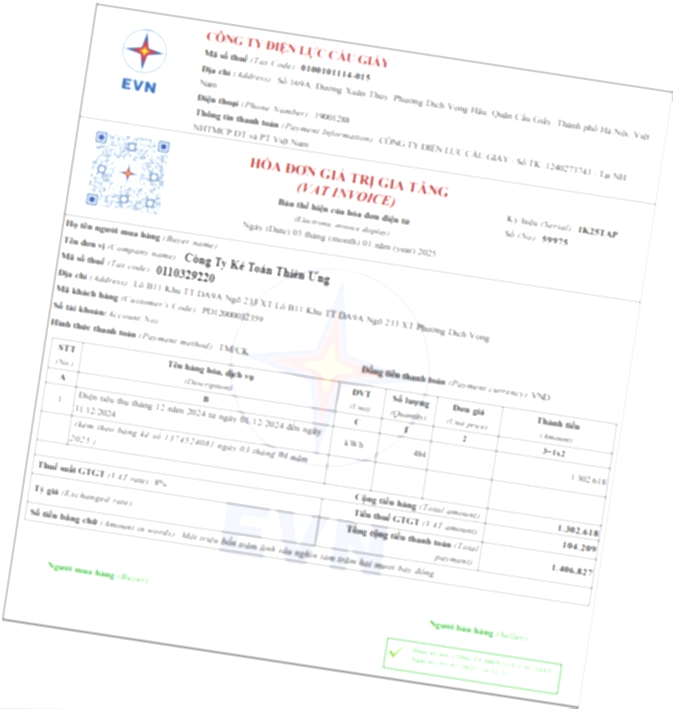 CÔNG TY ĐIỆN LỰC CẦU GIẤY
Mã số thuế (Tax Code): 0100101114-015
Địa chỉ (Address): Số 169A, Đường Xuân Thủy, Phường Dịch Vọng Hậu, Quận Cầu Giấy, Thành phố Hà Nội, Việt
Nam
Điện thoại (Phone Number): 19001288
Thông tin thanh toán (Payment Information): CÔNG TY ĐIỆN LỰC CẦU GIẤY - Số TK: 1240273743 - Tại NH
NHTMCP ĐT và PT Việt Nam
EVN
HÓA ĐƠN GIÁ TRỊ GIA TĂNG
(VAT INVOICE)
Bản thể hiện của hóa đơn điện tử
(Electronic invoice display)
Ngày (Date) 03 tháng (month) 01 năm (year) 2025
Ký hiệu (Serial): 1K25TAP
Số (No): 59975
Họ tên người mua hàng (Buyer name):
Tên đơn vị (Company name): Công Ty Kế Toán Thiên Ưng
Mã số thuế (Tax code): 0110329220
Địa chỉ (Address): Lô B11 Khu TT DA9A Ngõ 233 XT Lô B11 Khu TT DA9A Ngõ 233 XT Phường Dịch Vọng
Mã khách hàng (Customer's Code):
Số tài khoản (Account No):
Hình thức thanh toán (Payment method): TM/CK
Đồng tiền thanh toán (Payment currency): VND
STT (No.) Tên hàng hóa, dịch vụ (Description) ĐVT (Unit) Số lượng (Quantity) Đơn giá (Unit price) Thành tiền (Amount)
A B C 1 2 3=1x2
1 Điện tiêu thụ tháng 12 năm 2024 từ ngày 01/12/2024 đến ngày kWh 484 1.302.618
31/12/2024
(kèm theo bảng kê số 1374524081 ngày 03 tháng 01 năm
2025)
Cộng tiền hàng (Total amount): 1.302.618
Thuế suất GTGT (VAT rate): 8% Tiền thuế GTGT (VAT amount): 104.209
Tỷ giá (Exchanged rate): Tổng cộng tiền thanh toán (Total payment): 1.406.827
Số tiền bằng chữ (Amount in words): Một triệu bốn trăm linh sáu nghìn tám trăm hai mươi bảy đồng
EVN
Người mua hàng (Buyer)
Người bán hàng (Seller)